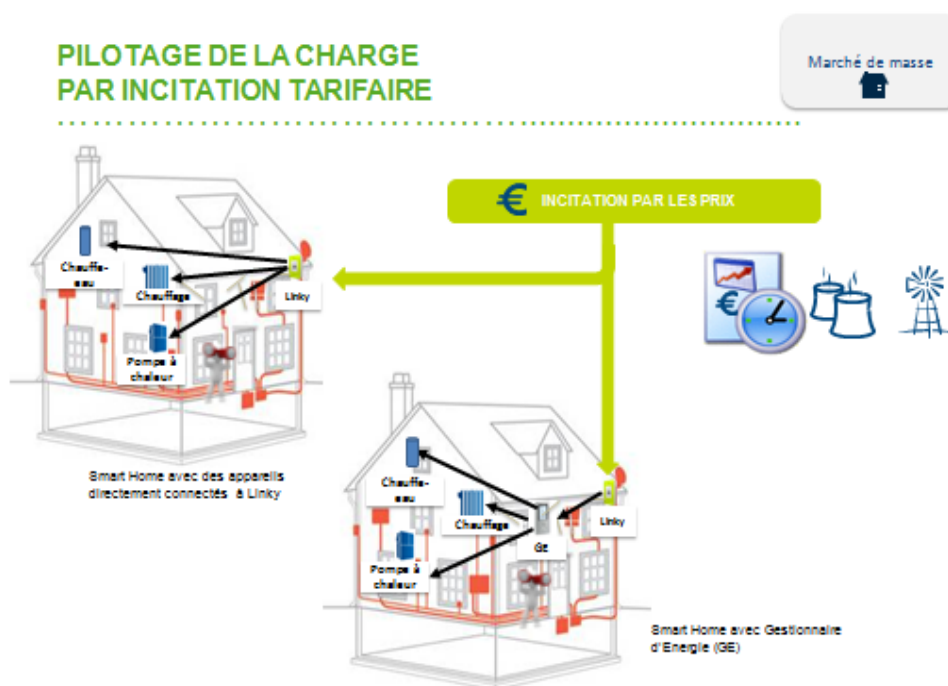 PILOTAGE DE LA CHARGE
PAR INCITATION TARIFAIRE
Marché de masse
€ INCITATION PAR LES PRIX
Chauffe-
eau
Chauffage
Linky
Pompe à
chaleur
€
Smart Home avec des appareils
directement connectés à Linky
Chauffe-
eau
Chauffage
Linky
GE
Pompe à
chaleur
Smart Home avec Gestionnaire
d'Energie (GE)